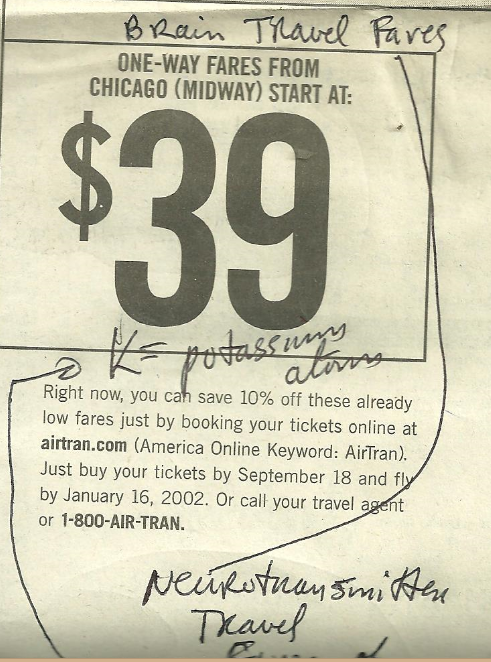 Brain Travel Fares
ONE-WAY FARES FROM
CHICAGO (MIDWAY) START AT:
$39
K= potassiums
atoms
Right now, you can save 10% off these already
low fares just by booking your tickets online at
airtran.com (America Online Keyword: AirTran).
Just buy your tickets by September 18 and fly
by January 16, 2002. Or call your travel agent
or 1-800-AIR-TRAN.
Neurotransmitter
Travel